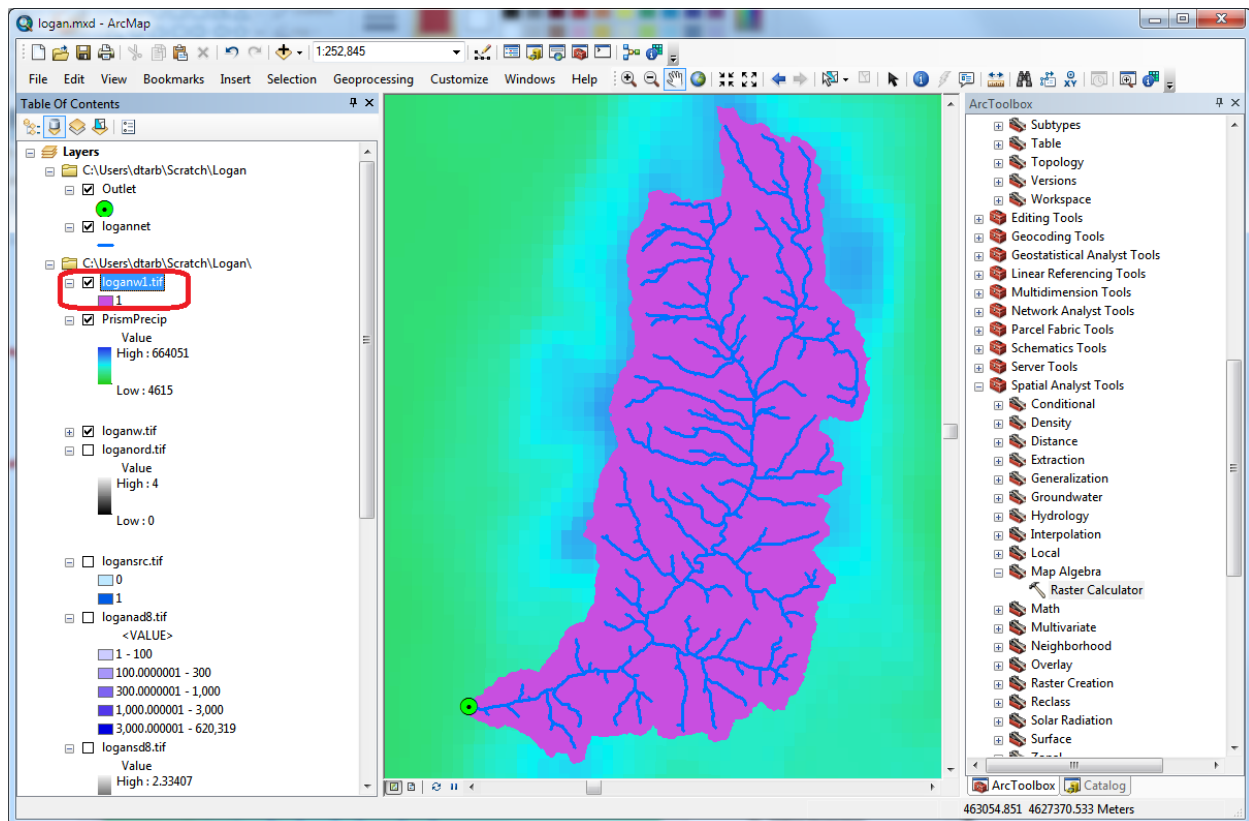 logan.mxd - ArcMap
1:252,845
File Edit View Bookmarks Insert Selection Geoprocessing Customize Windows Help
Table Of Contents
Layers
C:\Users\dtarb\Scratch\Logan
Outlet
logannet
C:\Users\dtarb\Scratch\Logan\
loganw1.tif
1
PrismPrecip
Value
High : 664051
Low : 4615
loganw.tif
loganord.tif
Value
High : 4
Low : 0
logansrc.tif
0
1
loganad8.tif
<VALUE>
1 - 100
100.0000001 - 300
300.0000001 - 1,000
1,000.000001 - 3,000
3,000.000001 - 620,319
logansd8.tif
Value
High : 2.33407
ArcToolbox
Subtypes
Table
Topology
Versions
Workspace
Editing Tools
Geocoding Tools
Geostatistical Analyst Tools
Linear Referencing Tools
Multidimension Tools
Network Analyst Tools
Parcel Fabric Tools
Schematics Tools
Server Tools
Spatial Analyst Tools
Conditional
Density
Distance
Extraction
Generalization
Groundwater
Hydrology
Interpolation
Local
Map Algebra
Raster Calculator
Math
Multivariate
Neighborhood
Overlay
Raster Creation
Reclass
Solar Radiation
Surface
Zonal
ArcToolbox Catalog
463054.851 4627370.533 Meters